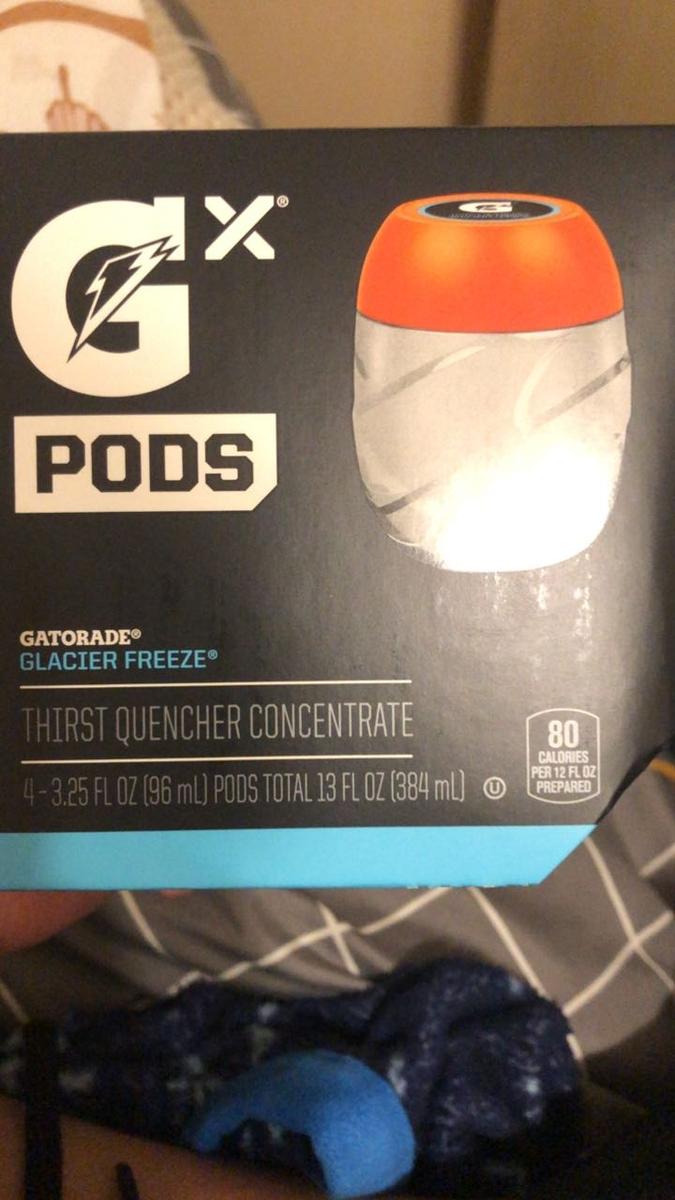 GX®
PODS
GATORADE®
GLACIER FREEZE®
THIRST QUENCHER CONCENTRATE
4-3.25 FL OZ (96 mL) PODS TOTAL 13 FL OZ (384 mL) U
80
CALORIES
PER 12 FL OZ
PREPARED